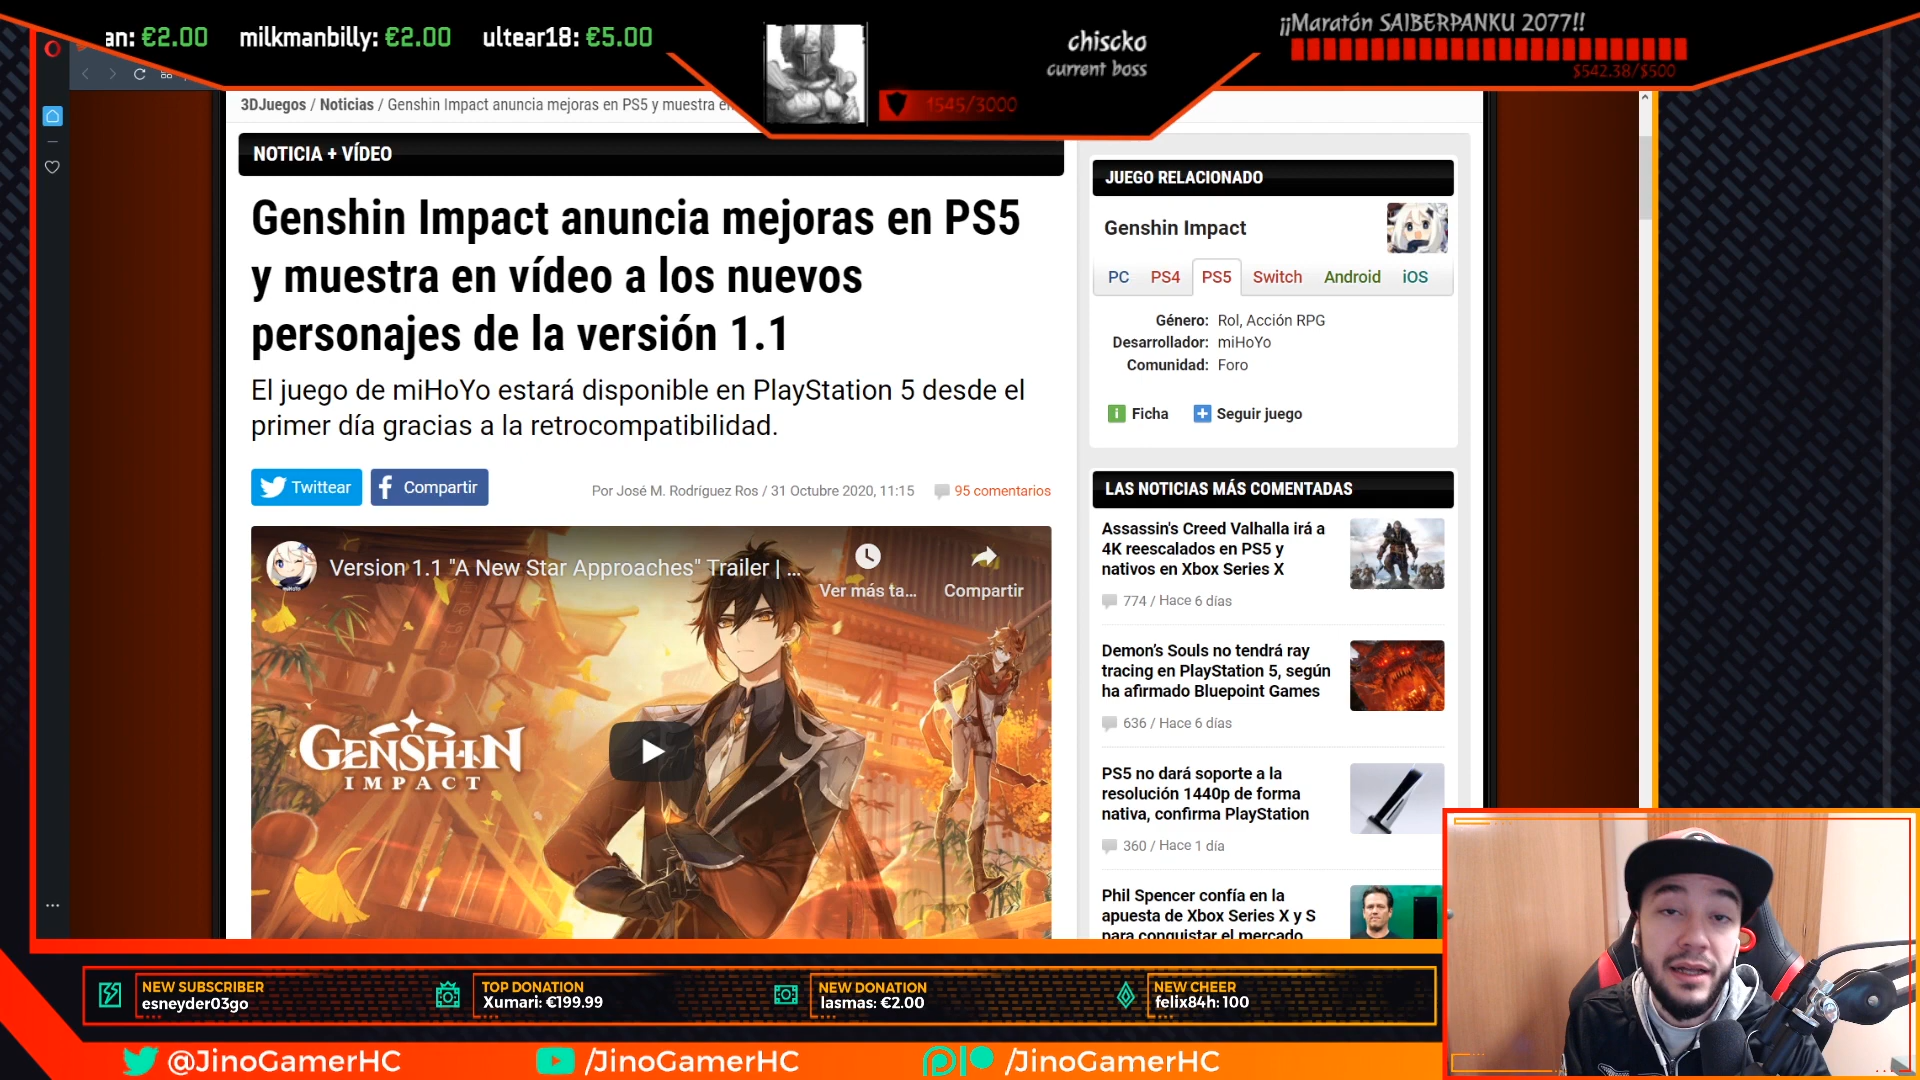 an: €2.00 milkmanbilly: €2.00 ultear18: €5.00
chiscko
current boss
1545/3000
¡¡Maratón SAIBERPANKU 2077!!
$542.38/$500
3DJuegos / Noticias / Genshin Impact anuncia mejoras en PS5 y muestra en
NOTICIA + VÍDEO
Genshin Impact anuncia mejoras en PS5
y muestra en vídeo a los nuevos
personajes de la versión 1.1
El juego de miHoYo estará disponible en PlayStation 5 desde el
primer día gracias a la retrocompatibilidad.
Twittear
Compartir
Por José M. Rodríguez Ros / 31 Octubre 2020, 11:15
95 comentarios
Version 1.1 "A New Star Approaches" Trailer | ...
Ver más ta...
Compartir
GENSHIN
IMPACT
JUEGO RELACIONADO
Genshin Impact
PC PS4 PS5 Switch Android iOS
Género: Rol, Acción RPG
Desarrollador: miHoYo
Comunidad: Foro
Ficha
Seguir juego
LAS NOTICIAS MÁS COMENTADAS
Assassin's Creed Valhalla irá a
4K reescalados en PS5 y
nativos en Xbox Series X
774 / Hace 6 días
Demon's Souls no tendrá ray
tracing en PlayStation 5, según
ha afirmado Bluepoint Games
636 / Hace 6 días
PS5 no dará soporte a la
resolución 1440p de forma
nativa, confirma PlayStation
360 / Hace 1 día
Phil Spencer confía en la
apuesta de Xbox Series X y S
para conquistar el mercado
NEW SUBSCRIBER
esneyder03go
TOP DONATION
Xumari: €199.99
NEW DONATION
lasmas: €2.00
NEW CHEER
felix84h: 100
@JinoGamerHC
/JinoGamerHC
/JinoGamerHC